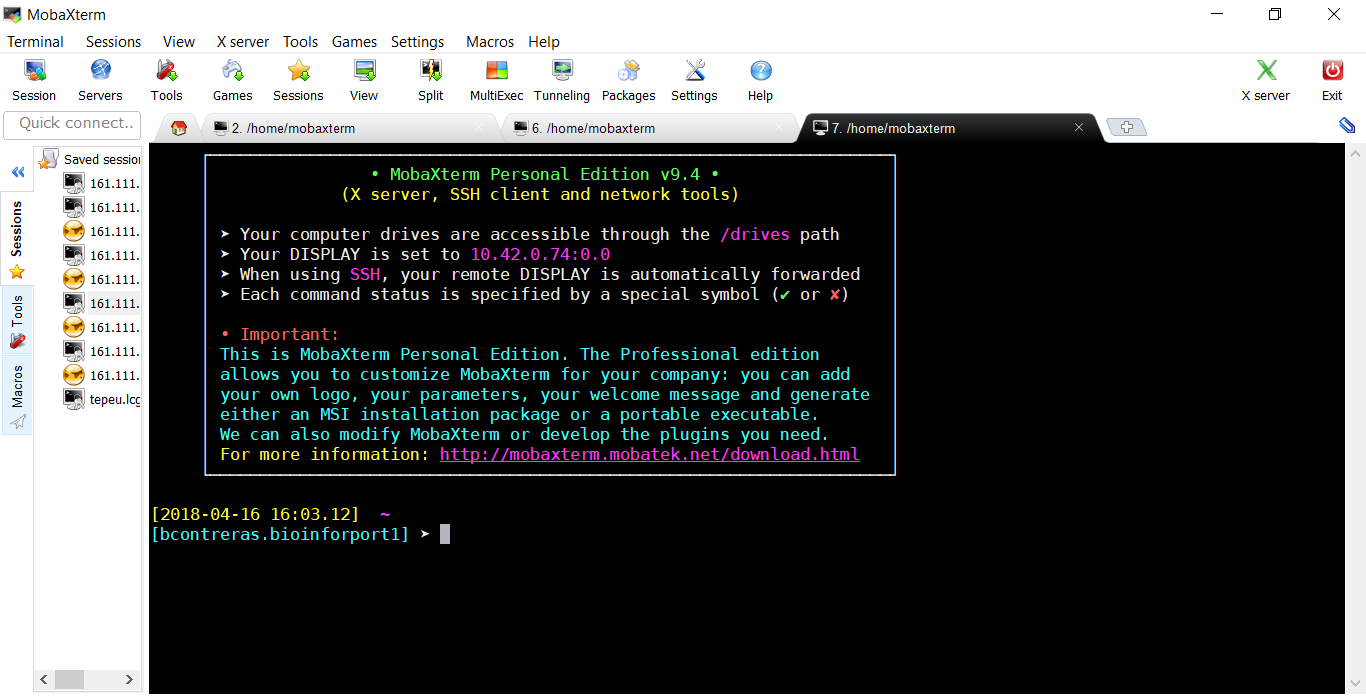 MobaXterm
Terminal Sessions View X server Tools Games Settings Macros Help
Session Servers Tools Games Sessions View Split MultiExec Tunneling Packages Settings Help X server Exit
Quick connect..
2. /home/mobaxterm
6. /home/mobaxterm
7. /home/mobaxterm
Sessions
Tools
Macros
Saved sessio
161.111.
161.111.
161.111.
161.111.
161.111.
161.111.
161.111.
161.111.
161.111.
tepeu.lcg
• MobaXterm Personal Edition v9.4 •
(X server, SSH client and network tools)
➤ Your computer drives are accessible through the /drives path
➤ Your DISPLAY is set to 10.42.0.74:0.0
➤ When using SSH, your remote DISPLAY is automatically forwarded
➤ Each command status is specified by a special symbol (✔ or ✘)
• Important:
This is MobaXterm Personal Edition. The Professional edition
allows you to customize MobaXterm for your company: you can add
your own logo, your parameters, your welcome message and generate
either an MSI installation package or a portable executable.
We can also modify MobaXterm or develop the plugins you need.
For more information: http://mobaxterm.mobatek.net/download.html
[2018-04-16 16:03.12] ~
[bcontreras.bioinforport1] ➤